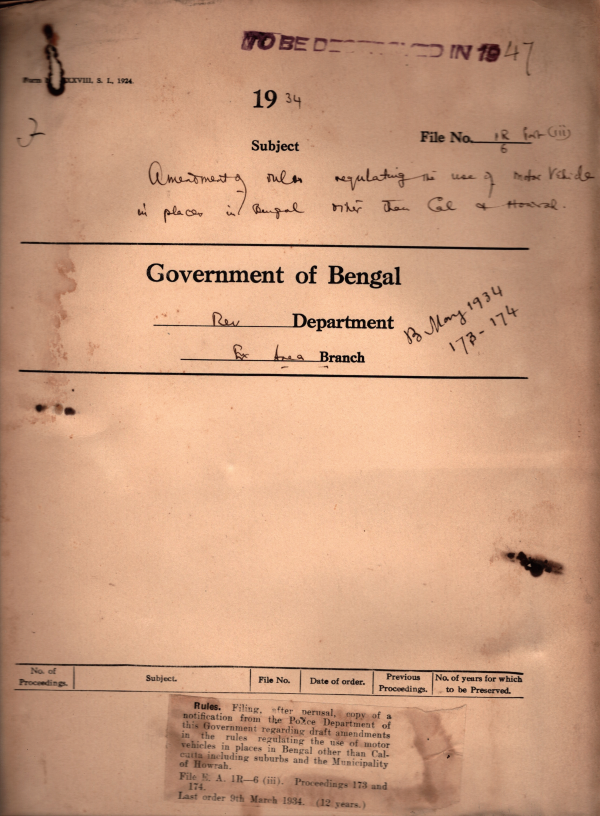 TO BE DESTROYED IN 1947
Form XXXVIII. S. L, 1924.
19 34
Subject
File No. 1R (iii)
6
Amendment of rules regulating the use of motor Vehicle
in places in Bengal other than Cal & Howrah.
Government of Bengal
Rev Department
Ex Area Branch
B May 1934
173-174
No. of Proceedings.
Subject.
File No.
Date of order.
Previous Proceedings.
No. of years for which to be Preserved.
Rules. Filing, after perusal, copy of a
notification from the Police Department of
this Government regarding draft amendments
in the rules regulating the use of motor
vehicles in places in Bengal other than Cal-
cutta including suburbs and the Municipality
of Howrah.
File E. A. 1R—6 (iii). Proceedings 173 and
174.
Last order 9th March 1934. (12 years.)